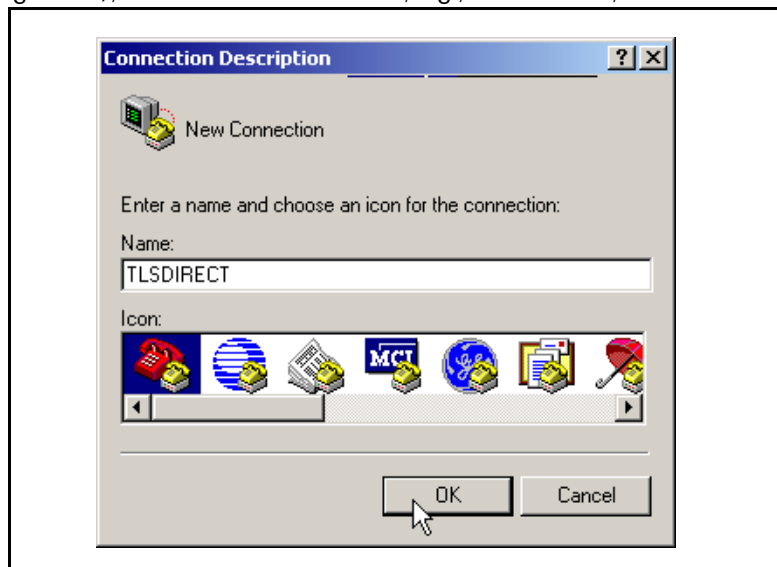 Connection Description
New Connection
Enter a name and choose an icon for the connection:
Name:
TLSDIRECT
Icon:
MCI
OK Cancel